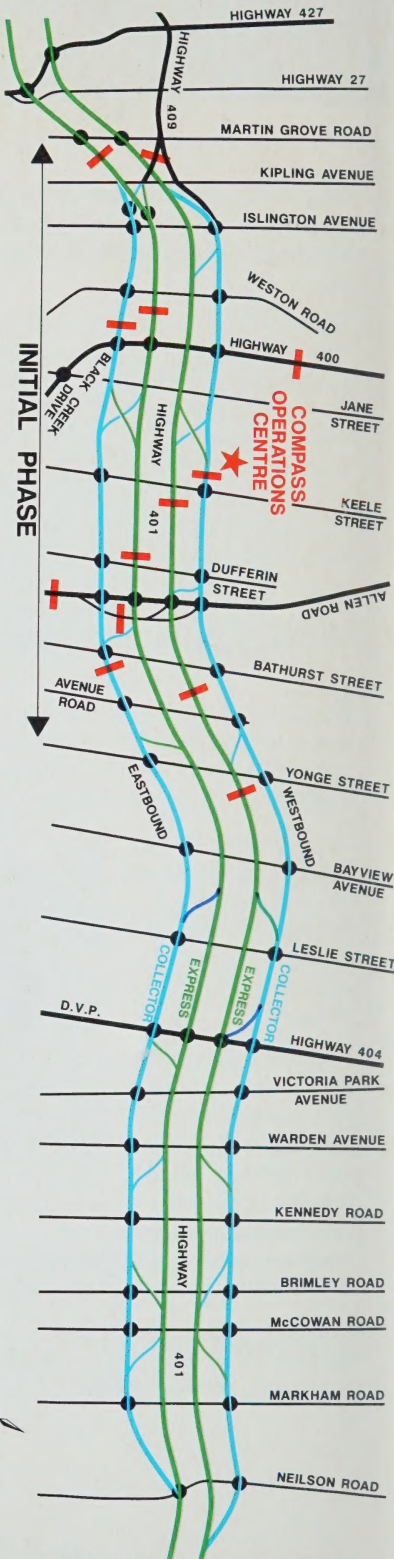 HIGHWAY 427
HIGHWAY
409
HIGHWAY 27
MARTIN GROVE ROAD
KIPLING AVENUE
ISLINGTON AVENUE
WESTON ROAD
HIGHWAY 400
BLACK CREEK
DRIVE
JANE
STREET
HIGHWAY
401
COMPASS
OPERATIONS
CENTRE
KEELE
STREET
INITIAL PHASE
DUFFERIN
STREET
ALLEN ROAD
BATHURST STREET
AVENUE
ROAD
YONGE STREET
EASTBOUND
WESTBOUND
BAYVIEW
AVENUE
LESLIE STREET
COLLECTOR
EXPRESS
EXPRESS
COLLECTOR
D.V.P.
HIGHWAY 404
VICTORIA PARK
AVENUE
WARDEN AVENUE
KENNEDY ROAD
HIGHWAY
401
BRIMLEY ROAD
McCOWAN ROAD
MARKHAM ROAD
NEILSON ROAD